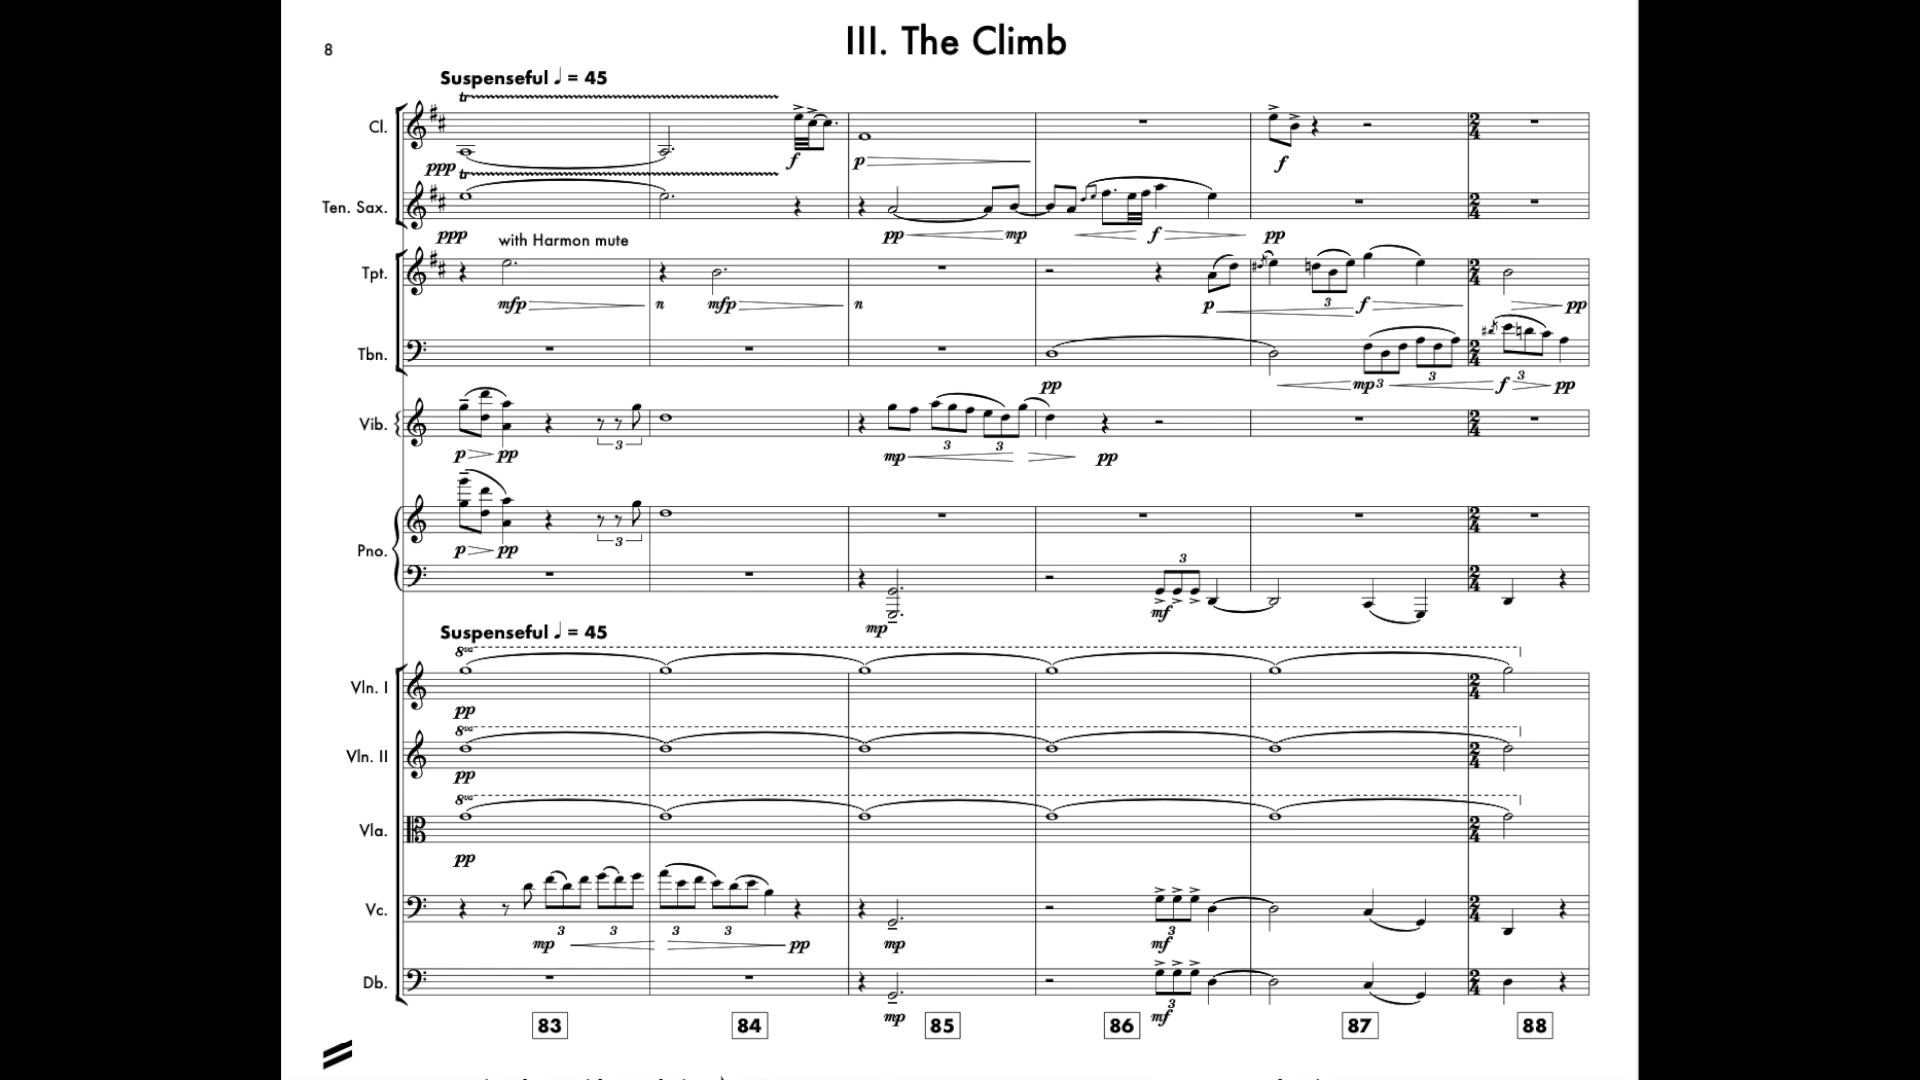 III. The Climb
8
Suspenseful ♩ = 45
tr
Cl.
ppp
f
p
f
tr
Ten. Sax.
ppp
pp
mp
f
pp
with Harmon mute
Tpt.
mfp
n
mfp
n
p
3
f
pp
Tbn.
pp
mp
3
3
f
3
pp
Vib.
p
pp
3
mp
3
3
pp
Pno.
p
pp
3
mp
mf
3
Suspenseful ♩ = 45
8va
Vln. I
pp
8va
Vln. II
pp
8va
Vla.
pp
Vc.
mp
3
3
3
3
pp
mp
mf
3
Db.
mp
mf
3
83 84 85 86 87 88